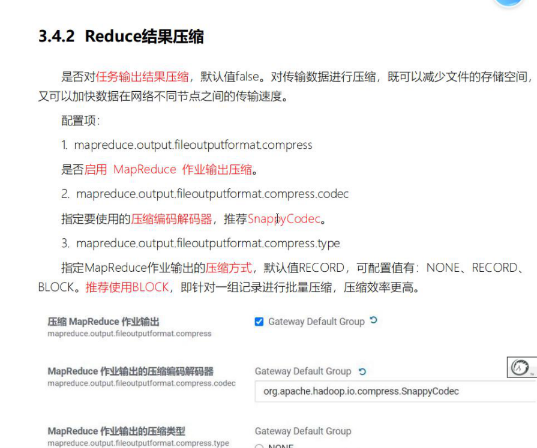 3.4.2 Reduce结果压缩
是否对任务输出结果压缩，默认值false。对传输数据进行压缩，既可以减少文件的存储空间，
又可以加快数据在网络不同节点之间的传输速度。
配置项：
1. mapreduce.output.fileoutputformat.compress
是否启用 MapReduce 作业输出压缩。
2. mapreduce.output.fileoutputformat.compress.codec
指定要使用的压缩编码解码器，推荐SnappyCodec。
3. mapreduce.output.fileoutputformat.compress.type
指定MapReduce作业输出的压缩方式，默认值RECORD，可配置值有：NONE、RECORD、
BLOCK。推荐使用BLOCK，即针对一组记录进行批量压缩，压缩效率更高。
压缩 MapReduce 作业输出 Gateway Default Group
mapreduce.output.fileoutputformat.compress
MapReduce 作业输出的压缩编码解码器 Gateway Default Group
mapreduce.output.fileoutputformat.compress.codec
org.apache.hadoop.io.compress.SnappyCodec
MapReduce 作业输出的压缩类型 Gateway Default Group
mapreduce.output.fileoutputformat.compress.type
NONE